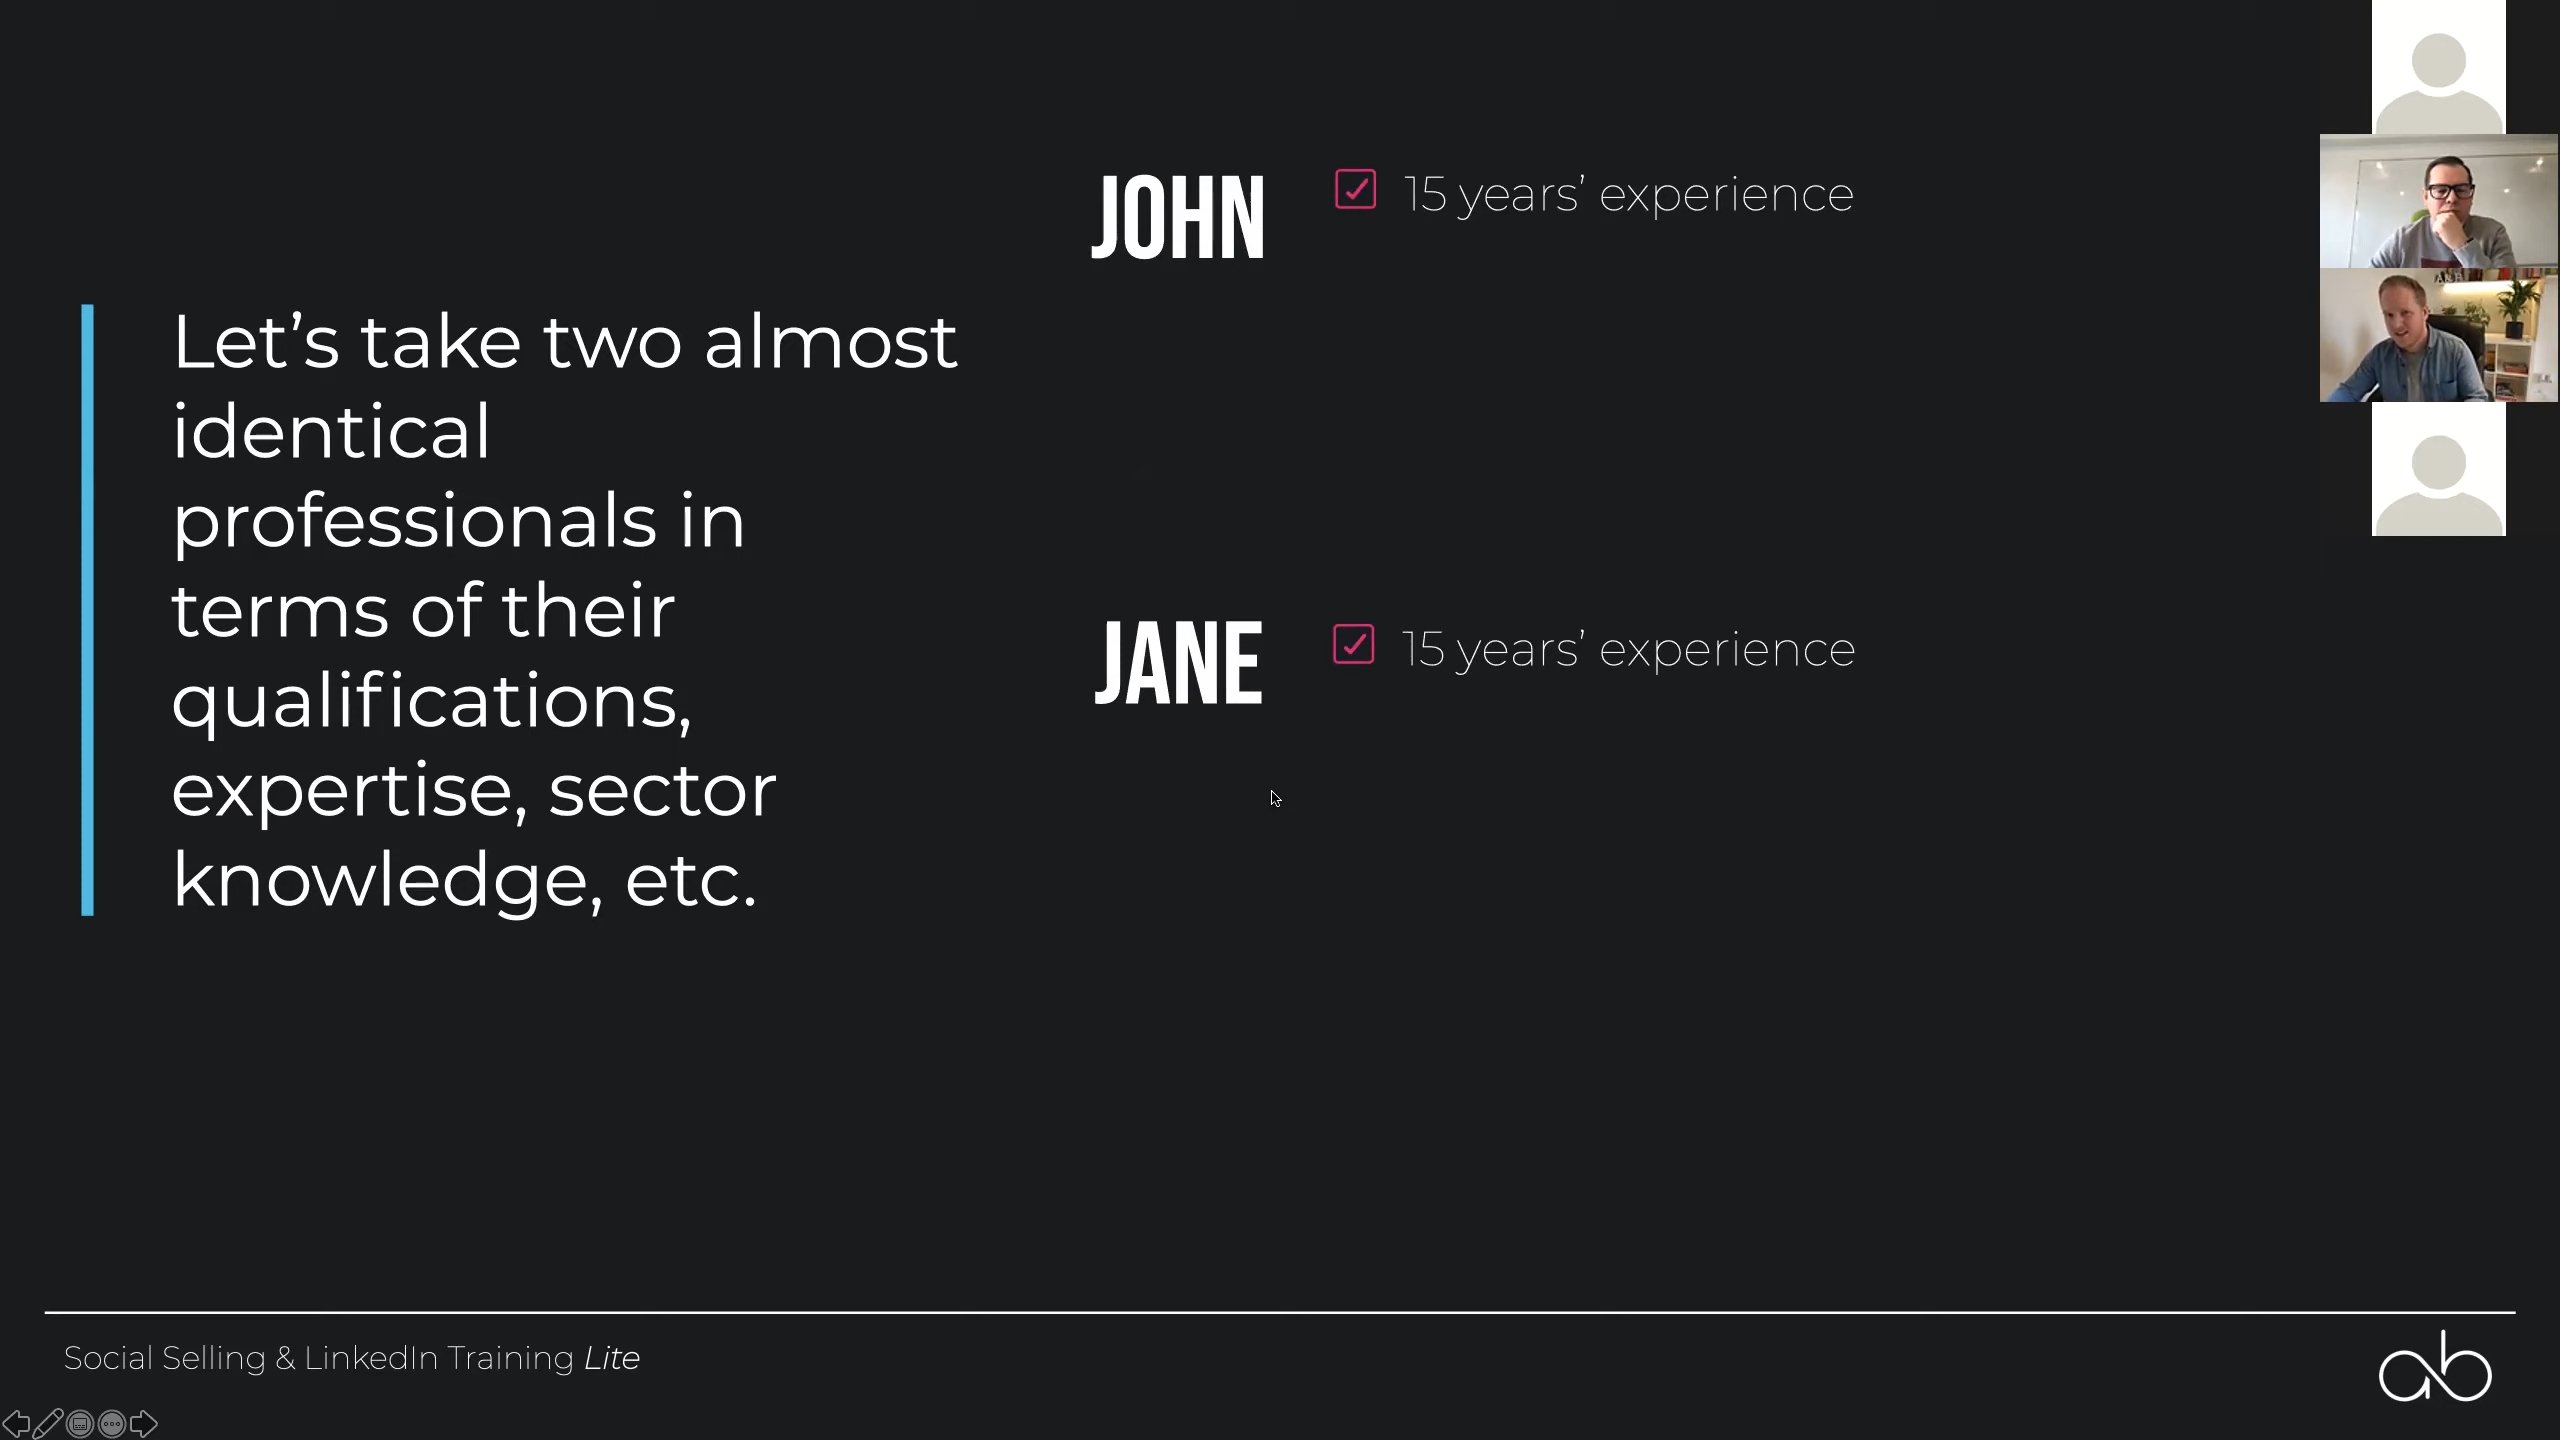 JOHN
15 years’ experience
Let’s take two almost
identical
professionals in
terms of their
qualifications,
expertise, sector
knowledge, etc.
JANE
15 years’ experience
Social Selling & LinkedIn Training Lite
ab